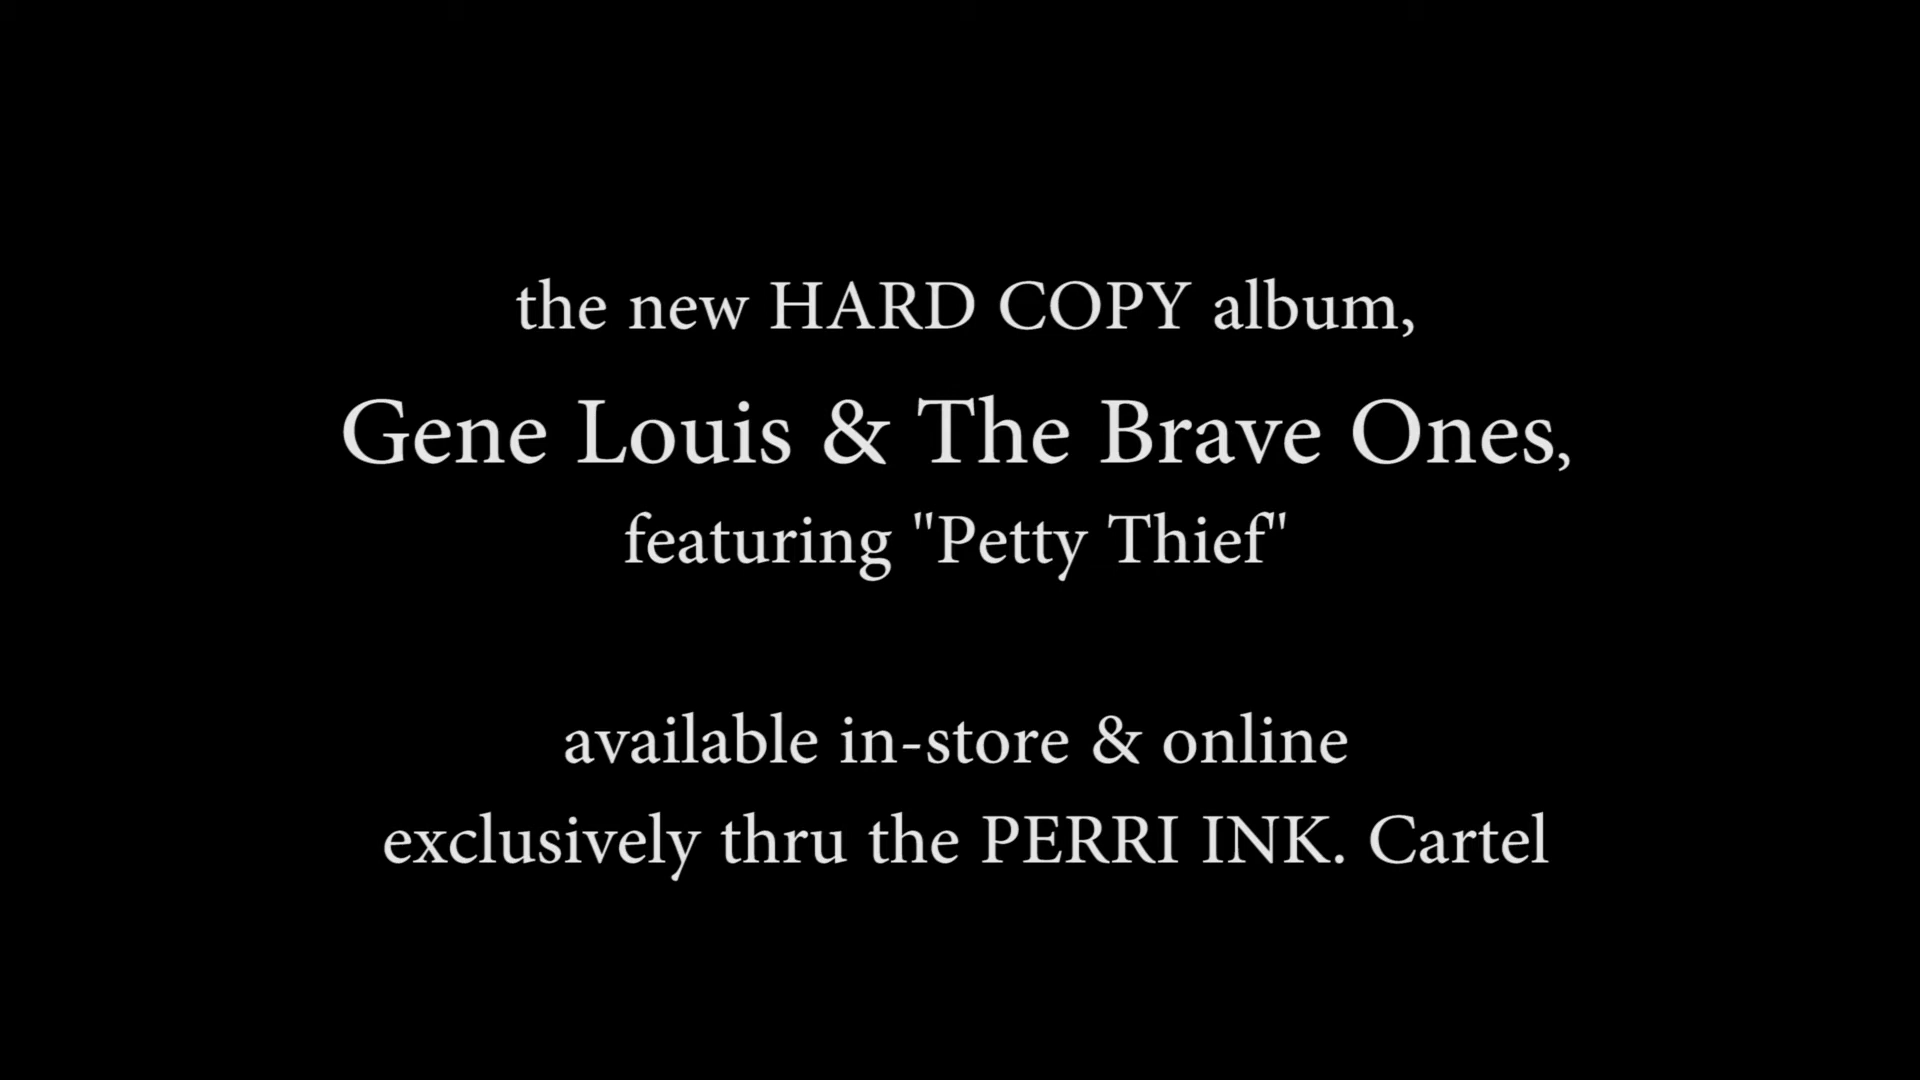 the new HARD COPY album,
Gene Louis & The Brave Ones,
featuring "Petty Thief"
available in-store & online
exclusively thru the PERRI INK. Cartel